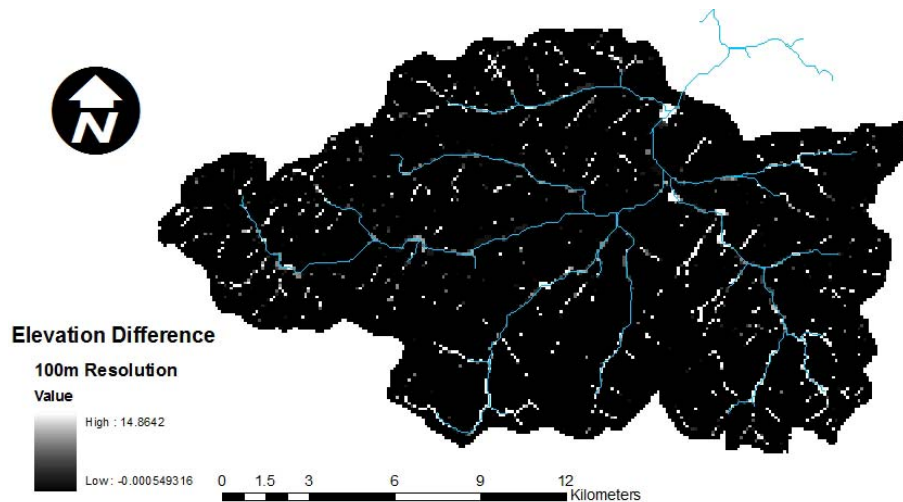 N
Elevation Difference
100m Resolution
Value
High : 14.8642
Low : -0.000549316
0 1.5 3 6 9 12
Kilometers